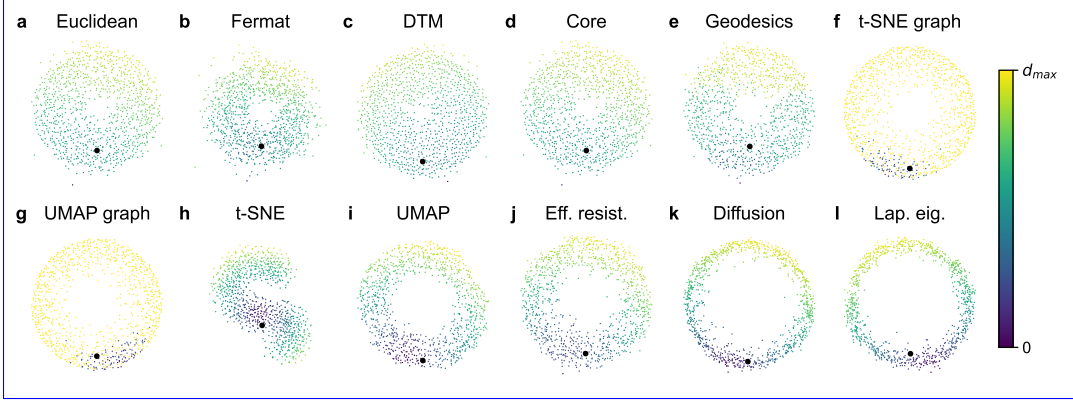 a Euclidean b Fermat c DTM d Core e Geodesics f t-SNE graph
d_max
g UMAP graph h t-SNE i UMAP j Eff. resist. k Diffusion l Lap. eig.
0